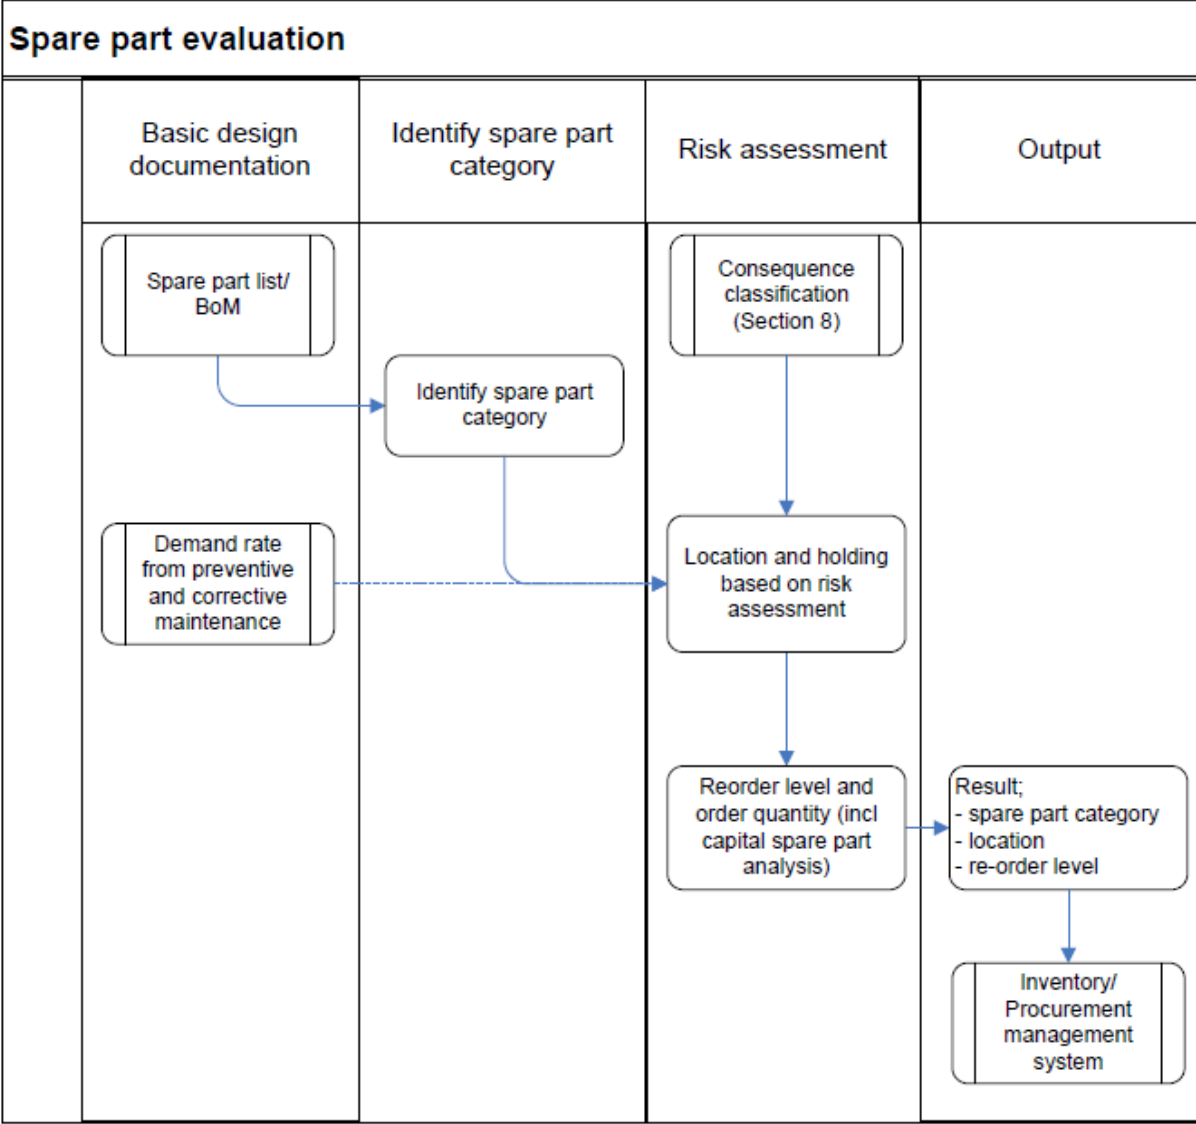 Spare part evaluation
Basic design
documentation
Identify spare part
category
Risk assessment
Output
Spare part list/
BoM
Consequence
classification
(Section 8)
Identify spare part
category
Demand rate
from preventive
and corrective
maintenance
Location and holding
based on risk
assessment
Reorder level and
order quantity (incl
capital spare part
analysis)
Result;
- spare part category
- location
- re-order level
Inventory/
Procurement
management
system